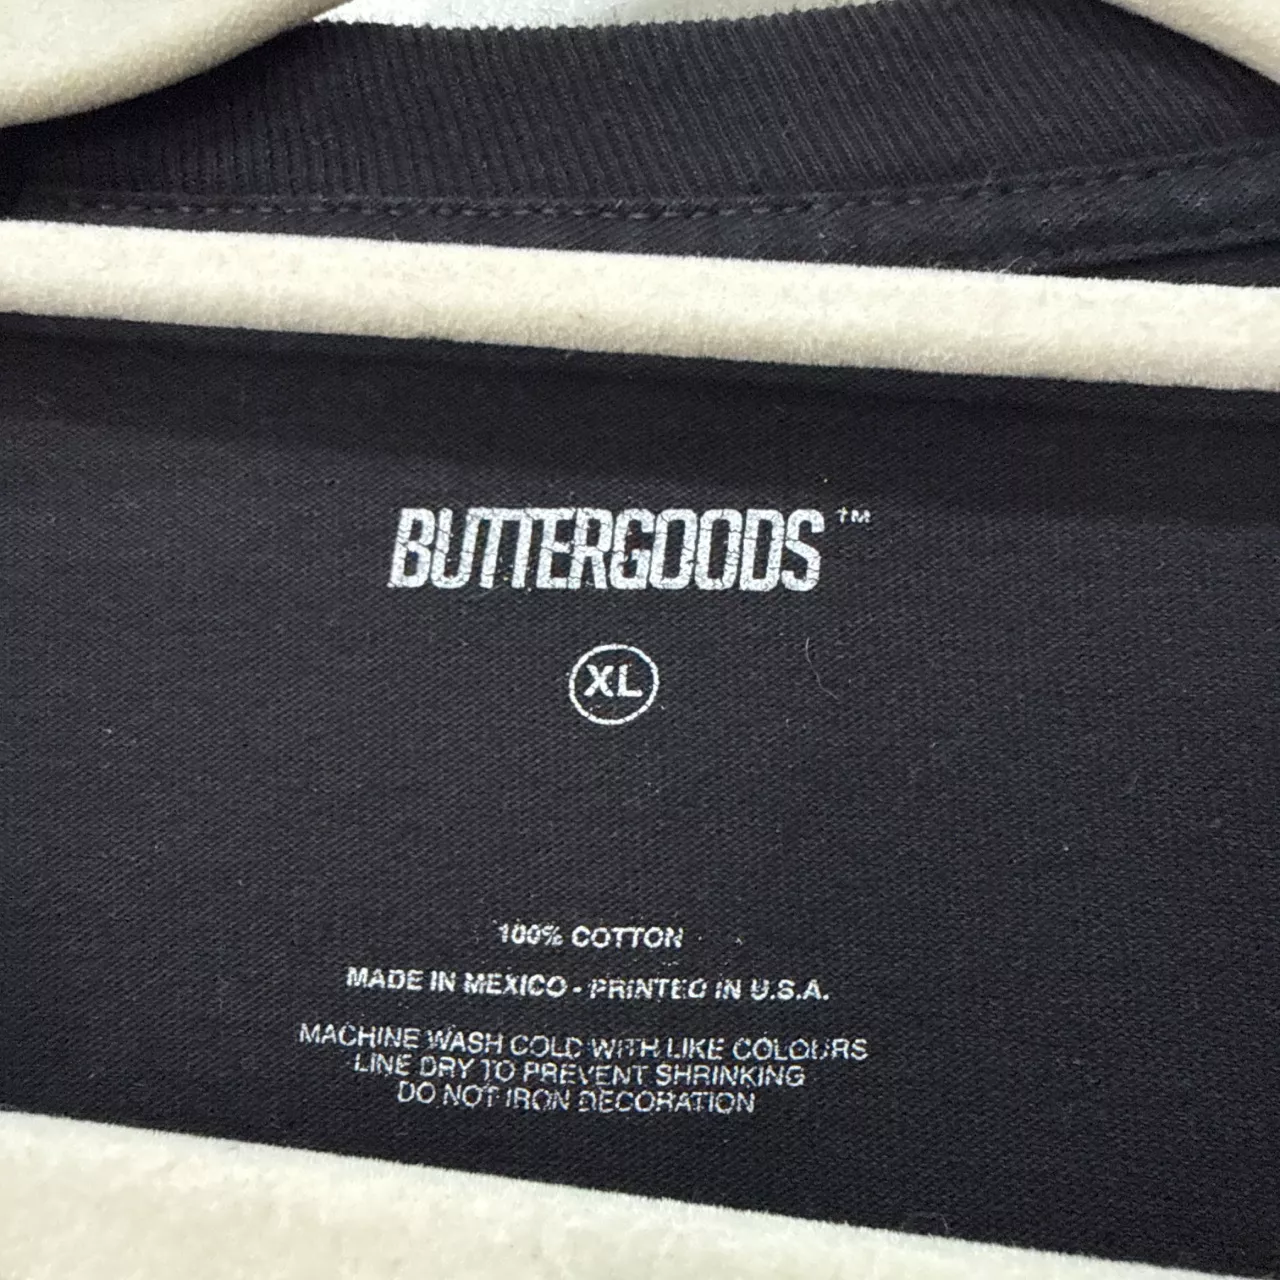 BUTTERGOODS™
XL
100% COTTON
MADE IN MEXICO - PRINTED IN U.S.A.
MACHINE WASH COLD WITH LIKE COLOURS
LINE DRY TO PREVENT SHRINKING
DO NOT IRON DECORATION